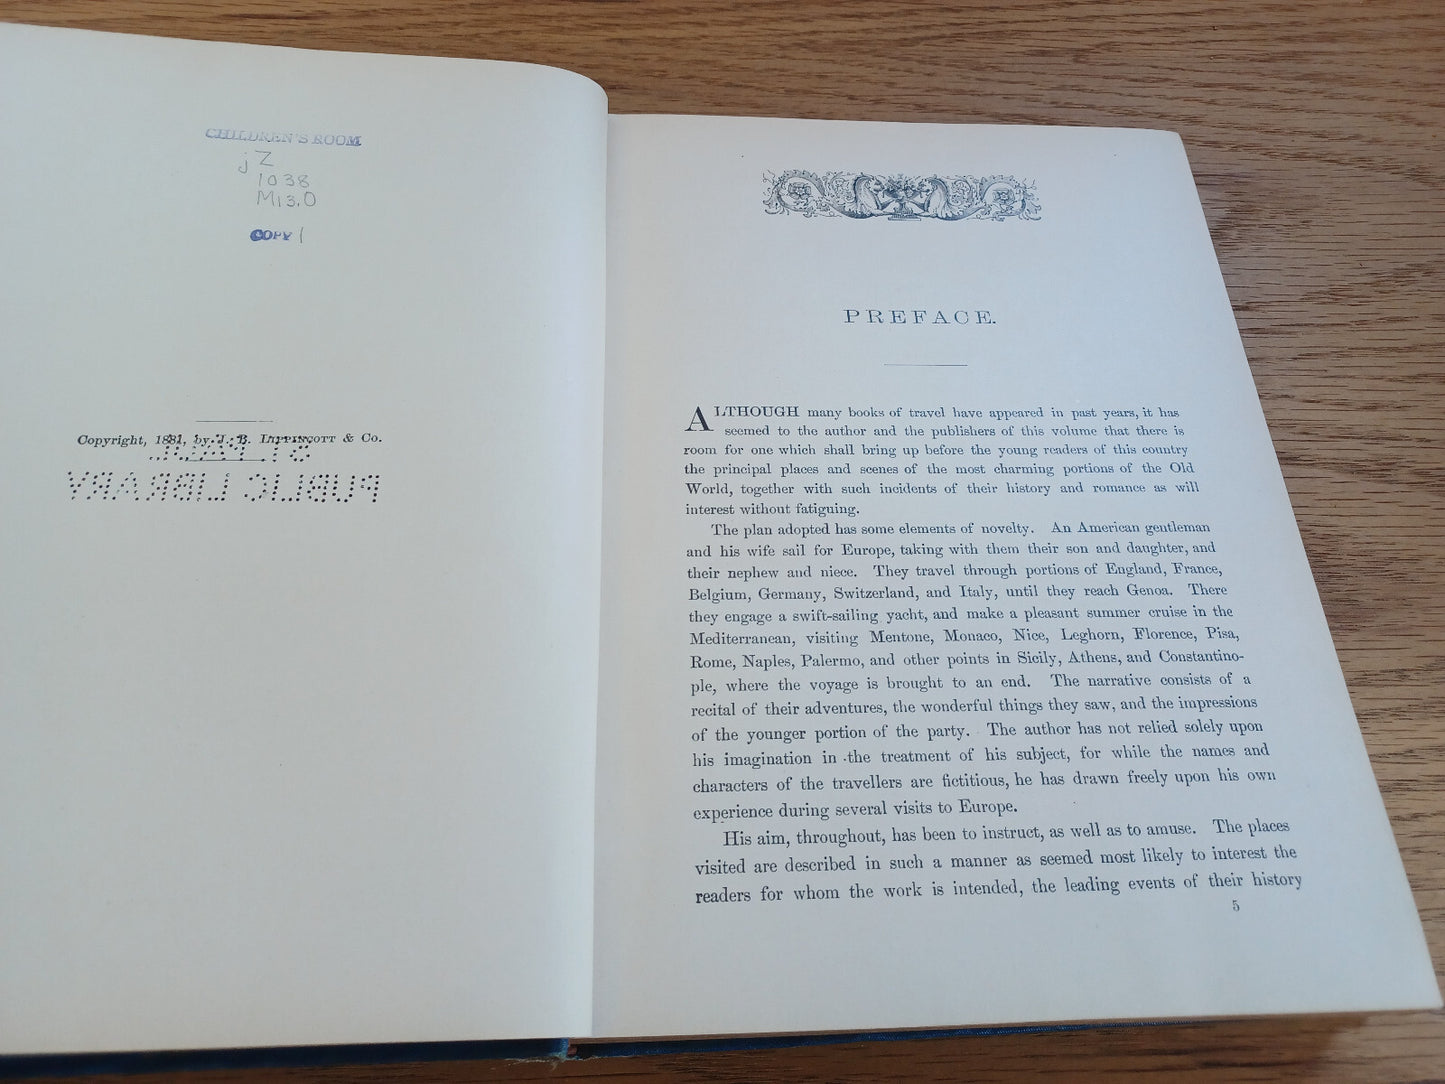 CHILDREN'S ROOM
jZ
1038
M13.O
COPY 1
Copyright, 1881, by J. B. LIPPINCOTT & Co.
ST. PAUL
PUBLIC LIBRARY
PREFACE.
ALTHOUGH many books of travel have appeared in past years, it has
seemed to the author and the publishers of this volume that there is
room for one which shall bring up before the young readers of this country
the principal places and scenes of the most charming portions of the Old
World, together with such incidents of their history and romance as will
interest without fatiguing.
The plan adopted has some elements of novelty. An American gentleman
and his wife sail for Europe, taking with them their son and daughter, and
their nephew and niece. They travel through portions of England, France,
Belgium, Germany, Switzerland, and Italy, until they reach Genoa. There
they engage a swift-sailing yacht, and make a pleasant summer cruise in the
Mediterranean, visiting Mentone, Monaco, Nice, Leghorn, Florence, Pisa,
Rome, Naples, Palermo, and other points in Sicily, Athens, and Constantino-
ple, where the voyage is brought to an end. The narrative consists of a
recital of their adventures, the wonderful things they saw, and the impressions
of the younger portion of the party. The author has not relied solely upon
his imagination in the treatment of his subject, for while the names and
characters of the travellers are fictitious, he has drawn freely upon his own
experience during several visits to Europe.
His aim, throughout, has been to instruct, as well as to amuse. The places
visited are described in such a manner as seemed most likely to interest the
readers for whom the work is intended, the leading events of their history
5